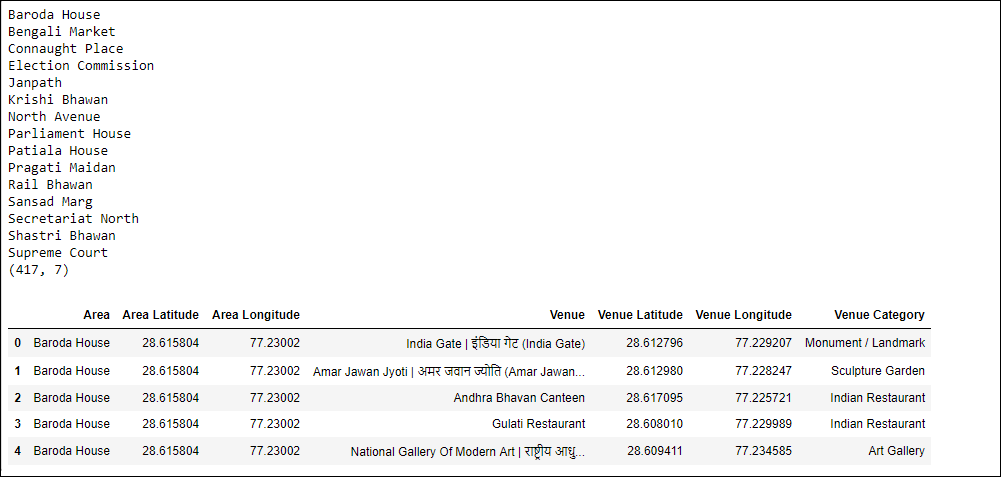 Baroda House
Bengali Market
Connaught Place
Election Commission
Janpath
Krishi Bhawan
North Avenue
Parliament House
Patiala House
Pragati Maidan
Rail Bhawan
Sansad Marg
Secretariat North
Shastri Bhawan
Supreme Court
(417, 7)
Area Area Latitude Area Longitude Venue Venue Latitude Venue Longitude Venue Category
0 Baroda House 28.615804 77.23002 India Gate | इंडिया गेट (India Gate) 28.612796 77.229207 Monument / Landmark
1 Baroda House 28.615804 77.23002 Amar Jawan Jyoti | अमर जवान ज्योति (Amar Jawan... 28.612980 77.228247 Sculpture Garden
2 Baroda House 28.615804 77.23002 Andhra Bhavan Canteen 28.617095 77.225721 Indian Restaurant
3 Baroda House 28.615804 77.23002 Gulati Restaurant 28.608010 77.229989 Indian Restaurant
4 Baroda House 28.615804 77.23002 National Gallery Of Modern Art | राष्ट्रीय आधु... 28.609411 77.234585 Art Gallery